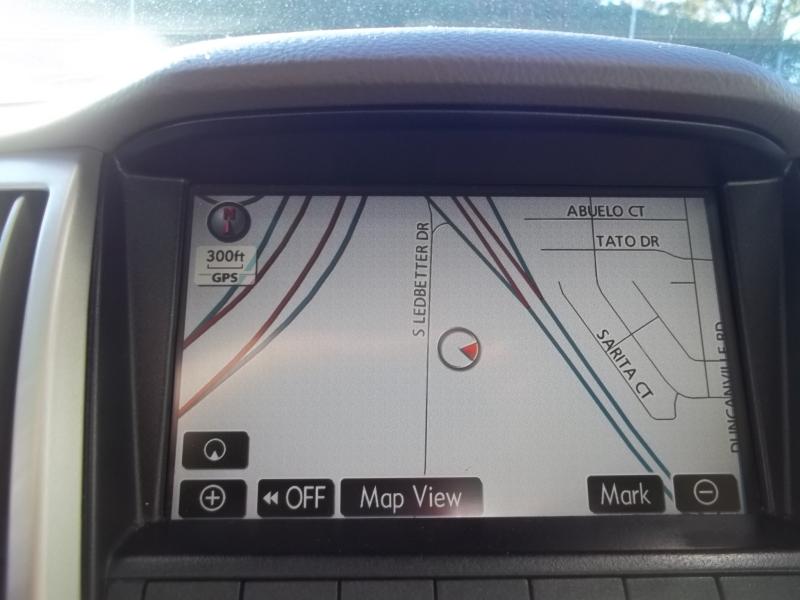 N
300ft
GPS
S LEDBETTER DR
ABUELO CT
TATO DR
SARITA CT
DUNCANVILLE RD
OFF
Map View
Mark